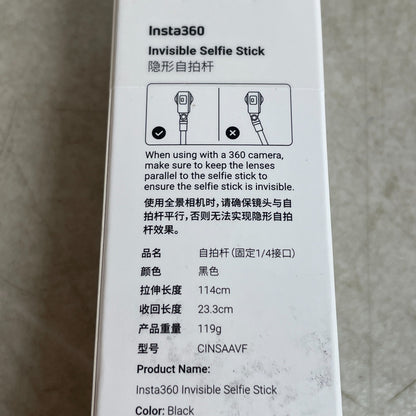 Insta360
Invisible Selfie Stick
隐形自拍杆
When using with a 360 camera,
make sure to keep the lenses
parallel to the selfie stick to
ensure the selfie stick is invisible.
使用全景相机时,请确保镜头与自
拍杆平行,否则无法实现隐形自拍
杆效果。
品名 自拍杆(固定1/4接口)
颜色 黑色
拉伸长度 114cm
收回长度 23.3cm
产品重量 119g
型号 CINSAAVF
Product Name:
Insta360 Invisible Selfie Stick
Color: Black